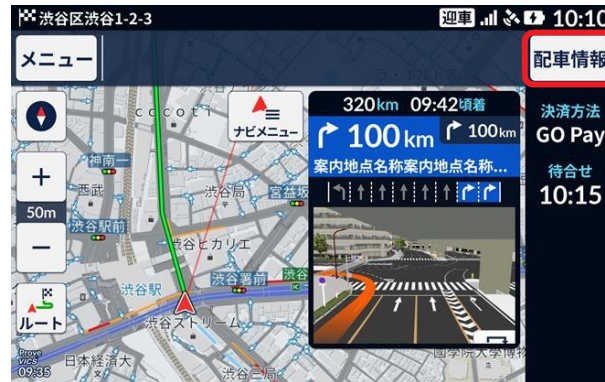 渋谷区渋谷1-2-3
迎車
10:10
メニュー
配車情報
cocoti
ナビメニュー
320km 09:42頃着
100km
100km
案内地点名称案内地点名称...
決済方法
GO Pay
待合せ
10:15
神南一
西武
渋谷局
宮益坂
50m
渋谷駅前
渋谷ヒカリエ
渋谷署前
渋谷
渋谷駅
ルート
渋谷ストリーム
Prove
VICS
09:35
日本経済大
渋谷三局
國學院大學博物